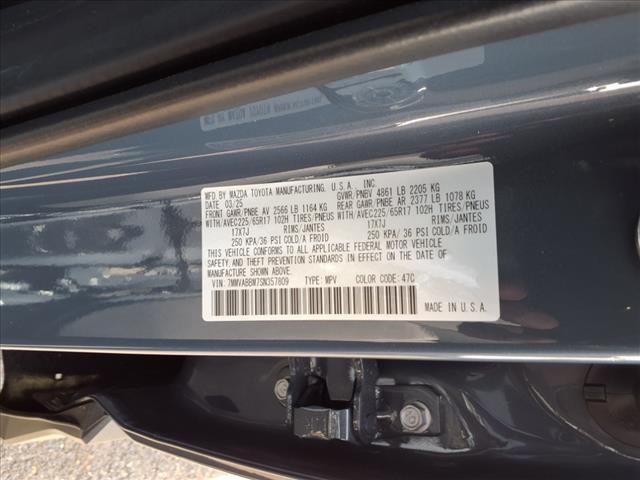 MFD BY MAZDA TOYOTA MANUFACTURING, U.S.A. INC.
DATE 03/25 GVWR/PNBV 4861 LB 2205 KG
FRONT GAWR/PNBE AV 2566 LB 1164 KG REAR GAWR/PNBE AR 2377 LB 1078 KG
WITH/AVEC225/65R17 102H TIRES/PNEUS WITH/AVEC225/65R17 102H TIRES/PNEUS
17X7J RIMS/JANTES 17X7J RIMS/JANTES
250 KPA/36 PSI COLD/A FROID 250 KPA/36 PSI COLD/A FROID
THIS VEHICLE CONFORMS TO ALL APPLICABLE FEDERAL MOTOR VEHICLE
SAFETY, AND THEFT PREVENTION STANDARDS IN EFFECT ON THE DATE OF
MANUFACTURE SHOWN ABOVE.
VIN: 7MMVABBM7SN357809 TYPE: MPV COLOR CODE: 47C
MADE IN U.S.A.